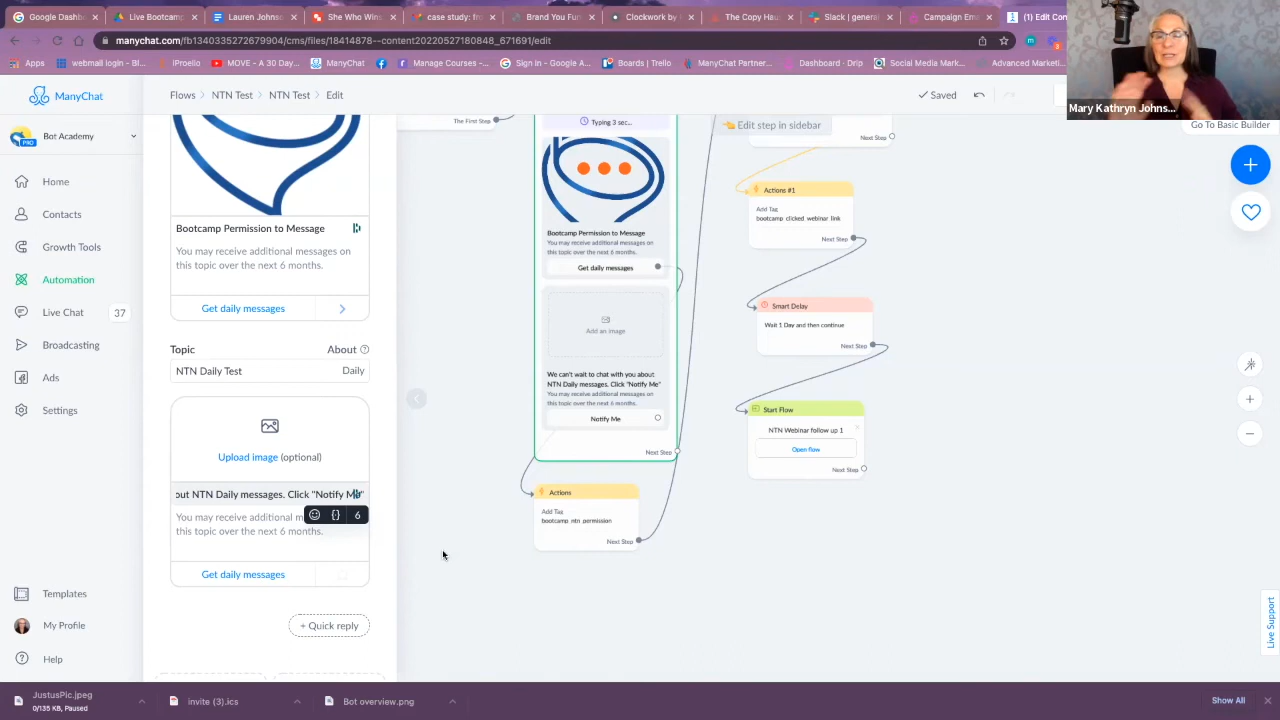 Google Dashb
Live Bootcamp
Lauren Johnso
She Who Wins
case study: fro
Brand You Fun
Clockwork by
The Copy Hau
Slack | general
Campaign Eme
(1) Edit Con
manychat.com/fb1340335272679904/cms/files/18414878--content20220527180848_671691/edit
Apps
webmail login - Bl...
IProello
MOVE - A 30 Day...
ManyChat
Manage Courses -...
Sign in - Google A...
Boards | Trello
ManyChat Partner...
Dashboard · Drip
Social Media Mark...
Advanced Marketi...
Mary Kathryn Johns...
ManyChat
Flows
NTN Test
NTN Test
Edit
Saved
Go To Basic Builder
Bot Academy
PRO
Home
Contacts
Growth Tools
Automation
Live Chat
37
Broadcasting
Ads
Settings
Templates
My Profile
Help
Bootcamp Permission to Message
You may receive additional messages on
this topic over the next 6 months.
Get daily messages
Topic
About
NTN Daily Test
Daily
Upload image (optional)
out NTN Daily messages. Click "Notify Me"
You may receive additional m
6
this topic over the next 6 months.
Get daily messages
+ Quick reply
The First Step
Typing 3 sec...
Bootcamp Permission to Message
You may receive additional messages on
this topic over the next 6 months.
Get daily messages
Add an image
We can't wait to chat with you about
NTN Daily messages. Click "Notify Me"
You may receive additional messages on
this topic over the next 6 months.
Notify Me
Next Step
Actions
Add Tag
bootcamp_ntn_permission
Next Step
Edit step in sidebar
Next Step
Actions #1
Add Tag
bootcamp_clicked_webinar_link
Next Step
Smart Delay
Wait 1 Day and then continue
Next Step
Start Flow
NTN Webinar follow up 1
Open flow
Next Step
Live Support
JustusPic.jpeg
0/135 KB, Paused
invite (3).ics
Bot overview.png
Show All